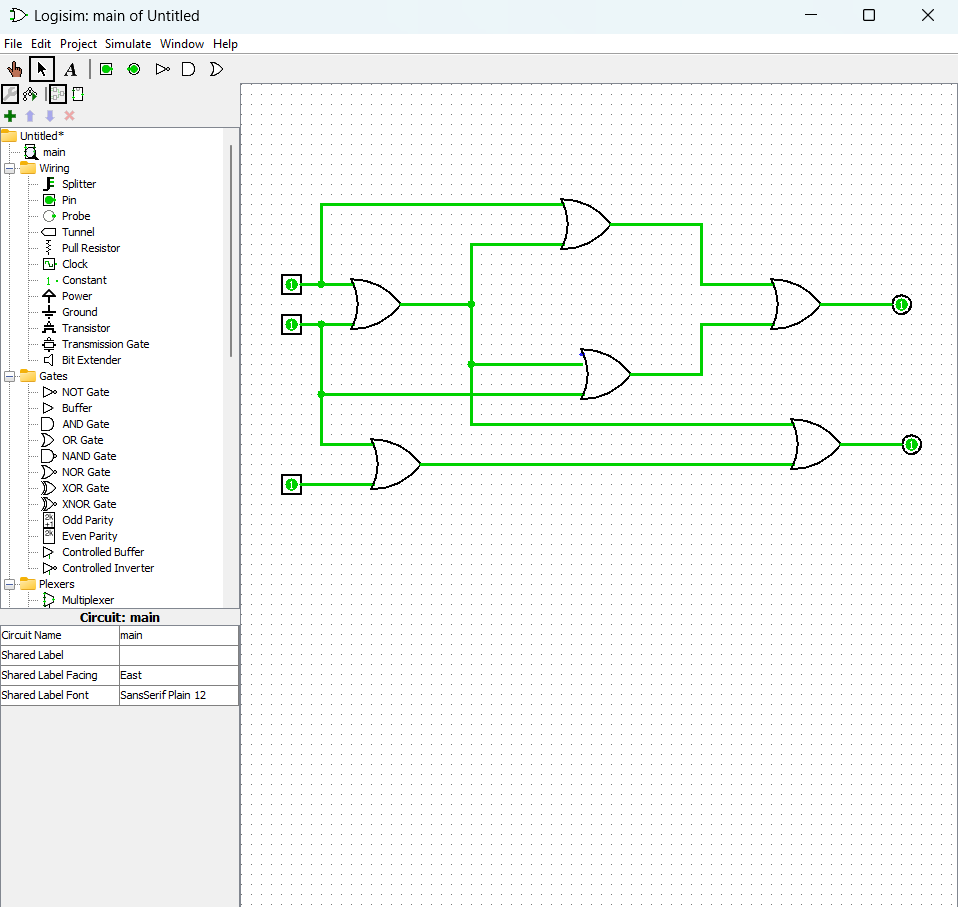 Logisim: main of Untitled
File Edit Project Simulate Window Help
A
Untitled*
main
Wiring
Splitter
Pin
Probe
Tunnel
Pull Resistor
Clock
1 Constant
Power
Ground
Transistor
Transmission Gate
Bit Extender
Gates
NOT Gate
Buffer
AND Gate
OR Gate
NAND Gate
NOR Gate
XOR Gate
XNOR Gate
2k+1 Odd Parity
2k Even Parity
Controlled Buffer
Controlled Inverter
Plexers
Multiplexer
Circuit: main
Circuit Name main
Shared Label
Shared Label Facing East
Shared Label Font SansSerif Plain 12
1
1
1
1
1